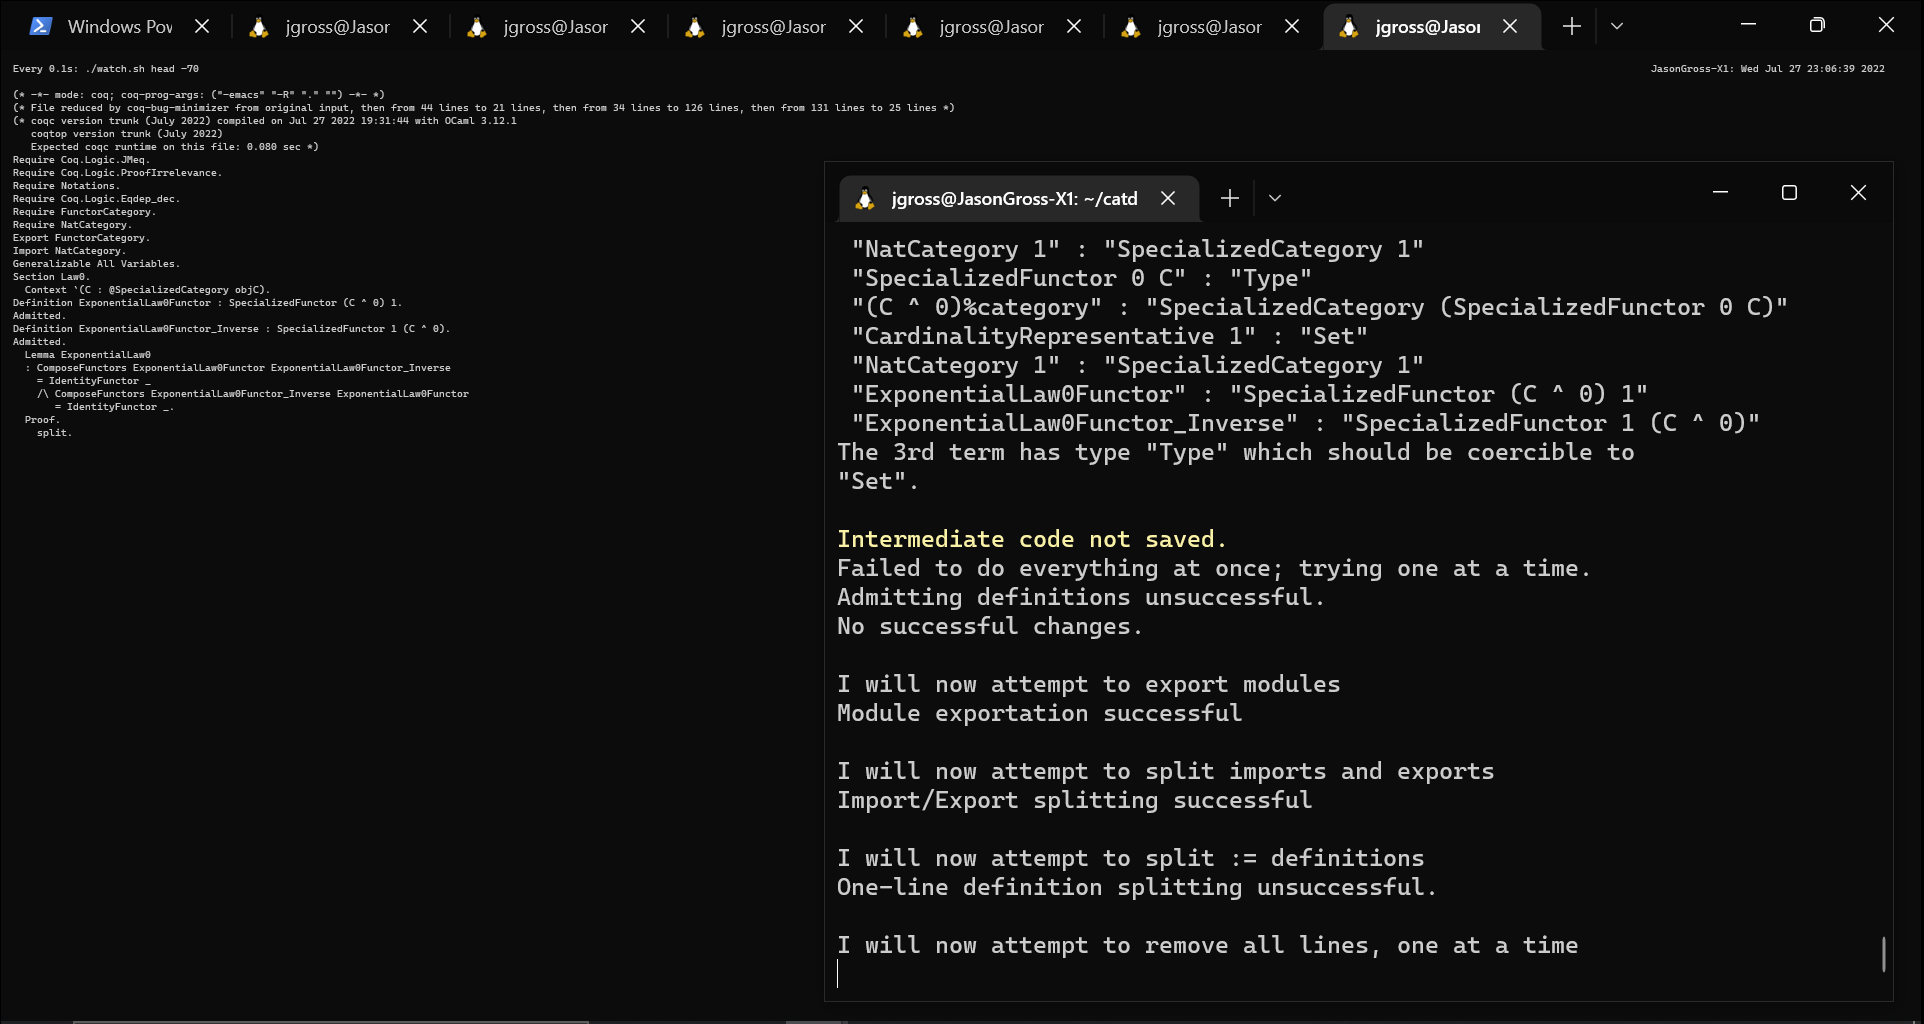 Windows Pov
jgross@Jasor
jgross@Jasor
jgross@Jasor
jgross@Jasor
jgross@Jasor
jgross@Jasor
Every 0.1s: ./watch.sh head -70
JasonGross-X1: Wed Jul 27 23:06:39 2022
(* -*- mode: coq; coq-prog-args: ("-emacs" "-R" "." "") -*- *)
(* File reduced by coq-bug-minimizer from original input, then from 44 lines to 21 lines, then from 34 lines to 126 lines, then from 131 lines to 25 lines *)
(* coqc version trunk (July 2022) compiled on Jul 27 2022 19:31:44 with OCaml 3.12.1
   coqtop version trunk (July 2022)
   Expected coqc runtime on this file: 0.080 sec *)
Require Coq.Logic.JMeq.
Require Coq.Logic.ProofIrrelevance.
Require Notations.
Require Coq.Logic.Eqdep_dec.
Require FunctorCategory.
Require NatCategory.
Export FunctorCategory.
Import NatCategory.
Generalizable All Variables.
Section Law0.
  Context `(C : @SpecializedCategory objC).
Definition ExponentialLaw0Functor : SpecializedFunctor (C ^ 0) 1.
Admitted.
Definition ExponentialLaw0Functor_Inverse : SpecializedFunctor 1 (C ^ 0).
Admitted.
  Lemma ExponentialLaw0
  : ComposeFunctors ExponentialLaw0Functor ExponentialLaw0Functor_Inverse
    = IdentityFunctor _
    /\ ComposeFunctors ExponentialLaw0Functor_Inverse ExponentialLaw0Functor
       = IdentityFunctor _.
  Proof.
    split.
jgross@JasonGross-X1: ~/catd
 "NatCategory 1" : "SpecializedCategory 1"
 "SpecializedFunctor 0 C" : "Type"
 "(C ^ 0)%category" : "SpecializedCategory (SpecializedFunctor 0 C)"
 "CardinalityRepresentative 1" : "Set"
 "NatCategory 1" : "SpecializedCategory 1"
 "ExponentialLaw0Functor" : "SpecializedFunctor (C ^ 0) 1"
 "ExponentialLaw0Functor_Inverse" : "SpecializedFunctor 1 (C ^ 0)"
The 3rd term has type "Type" which should be coercible to
"Set".
Intermediate code not saved.
Failed to do everything at once; trying one at a time.
Admitting definitions unsuccessful.
No successful changes.
I will now attempt to export modules
Module exportation successful
I will now attempt to split imports and exports
Import/Export splitting successful
I will now attempt to split := definitions
One-line definition splitting unsuccessful.
I will now attempt to remove all lines, one at a time